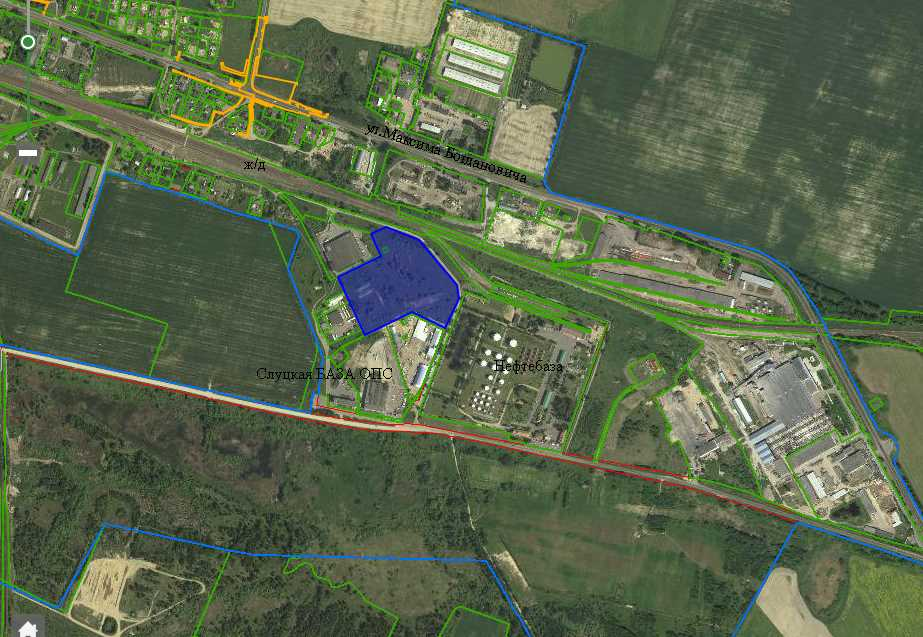 ул.Максима Богдановича
ж/д
Нефтебаза
Слуцкая БАЗА ОПС